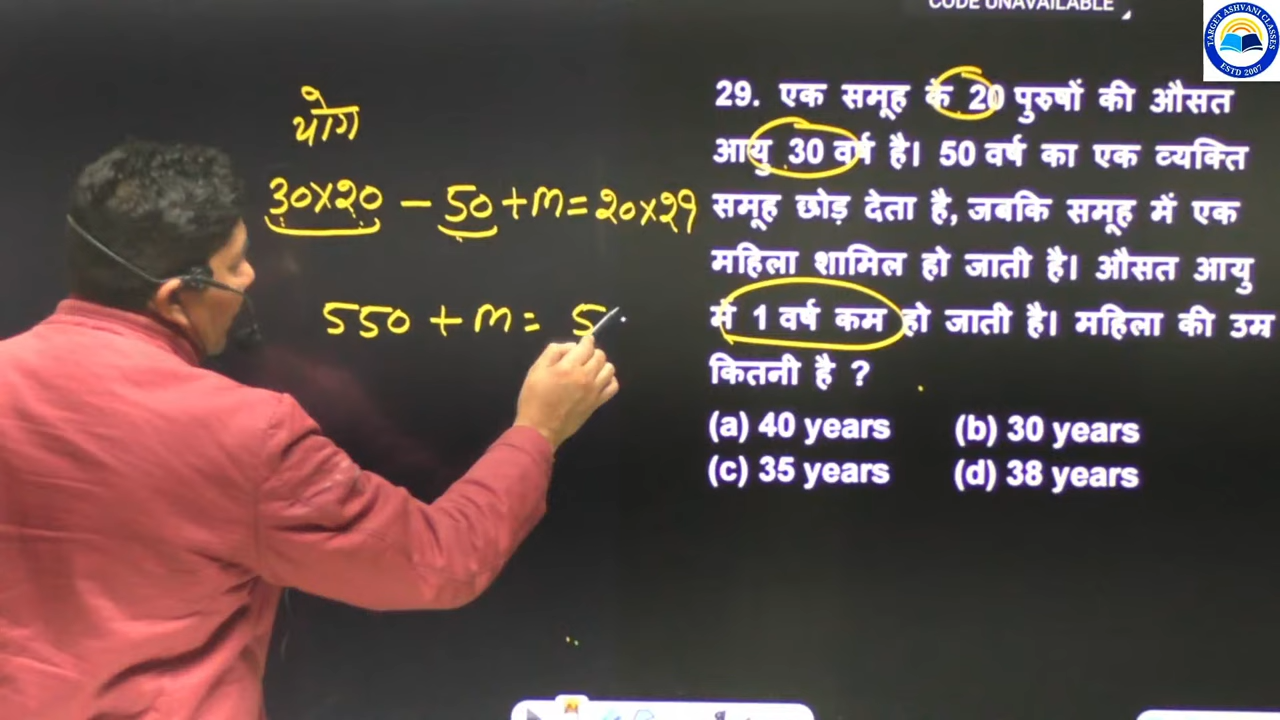 CODE UNAVAILABLE
TARGET ASHVANI CLASSES
ESTD 2007
योग
30×20 − 50 + m = 20×29
550 + m = 5
29. एक समूह के 20 पुरुषों की औसत
आयु 30 वर्ष है। 50 वर्ष का एक व्यक्ति
समूह छोड़ देता है, जबकि समूह में एक
महिला शामिल हो जाती है। औसत आयु
में 1 वर्ष कम हो जाती है। महिला की उम्र
कितनी है ?
(a) 40 years (b) 30 years
(c) 35 years (d) 38 years